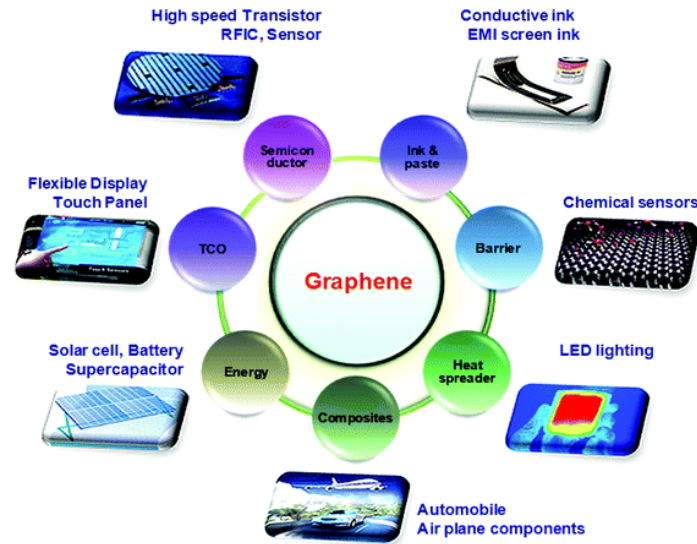 High speed Transistor
RFIC, Sensor
Conductive ink
EMI screen ink
Semicon
ductor
Ink &
paste
Flexible Display
Touch Panel
TCO
Graphene
Barrier
Chemical sensors
Solar cell, Battery
Supercapacitor
Energy
Composites
Heat
spreader
LED lighting
Automobile
Air plane components